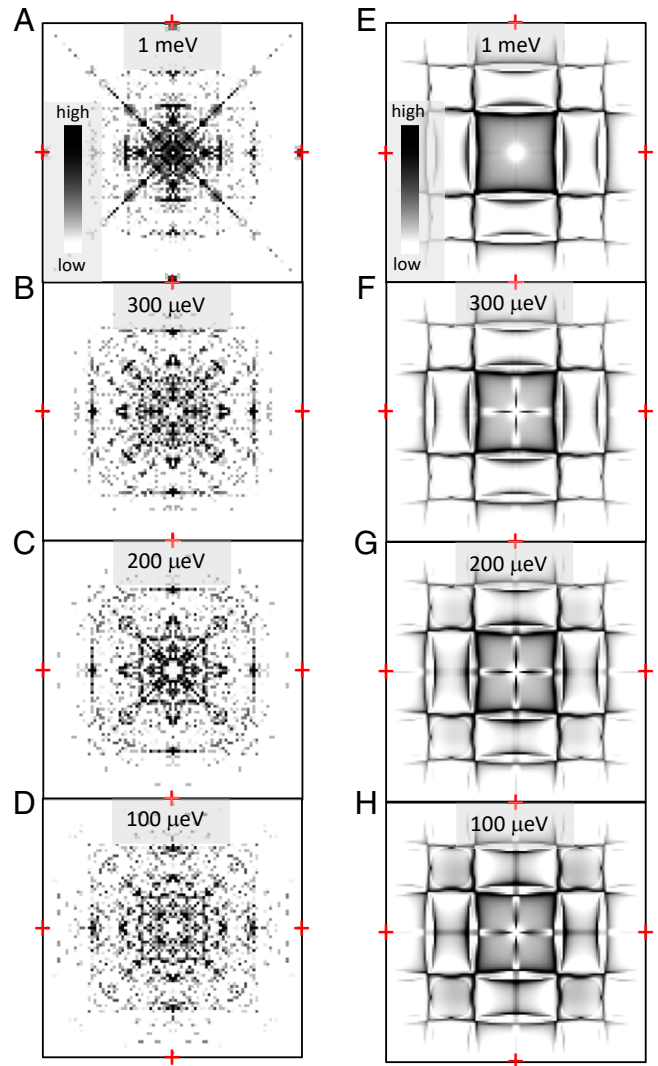 A
1 meV
high
low
E
1 meV
high
low
B
300 μeV
F
300 μeV
C
200 μeV
G
200 μeV
D
100 μeV
H
100 μeV